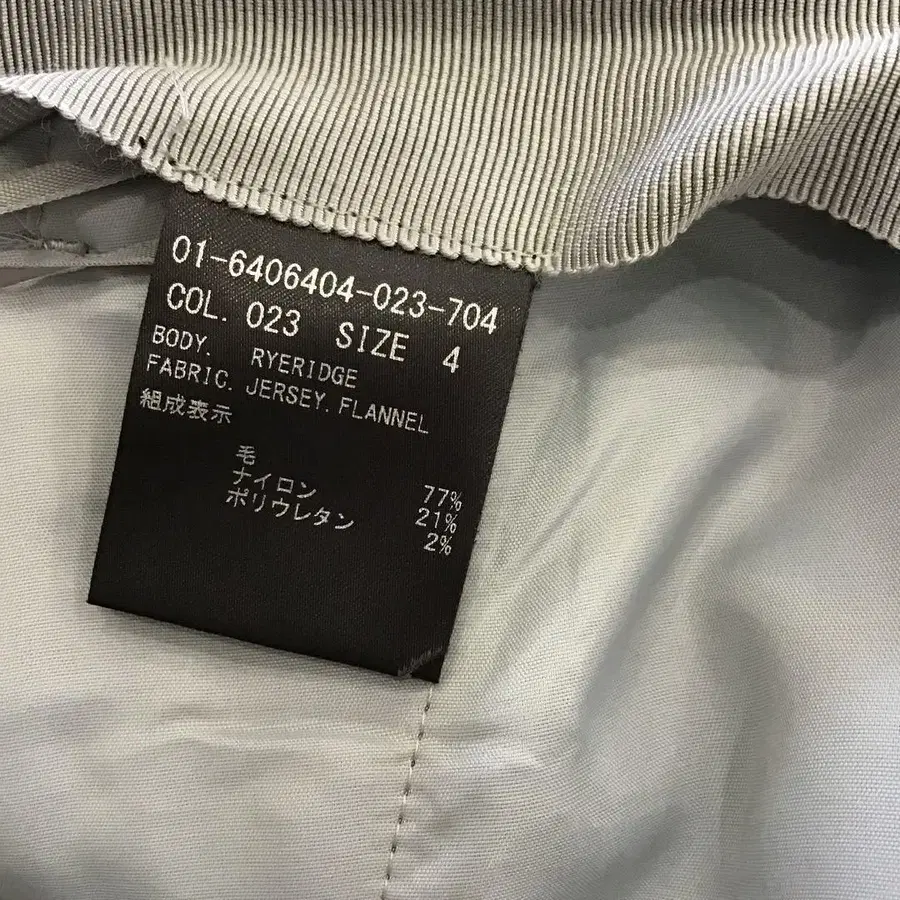 01-6406404-023-704
COL. 023 SIZE 4
BODY. RYERIDGE
FABRIC. JERSEY.FLANNEL
組成表示
毛 77%
ナイロン 21%
ポリウレタン 2%